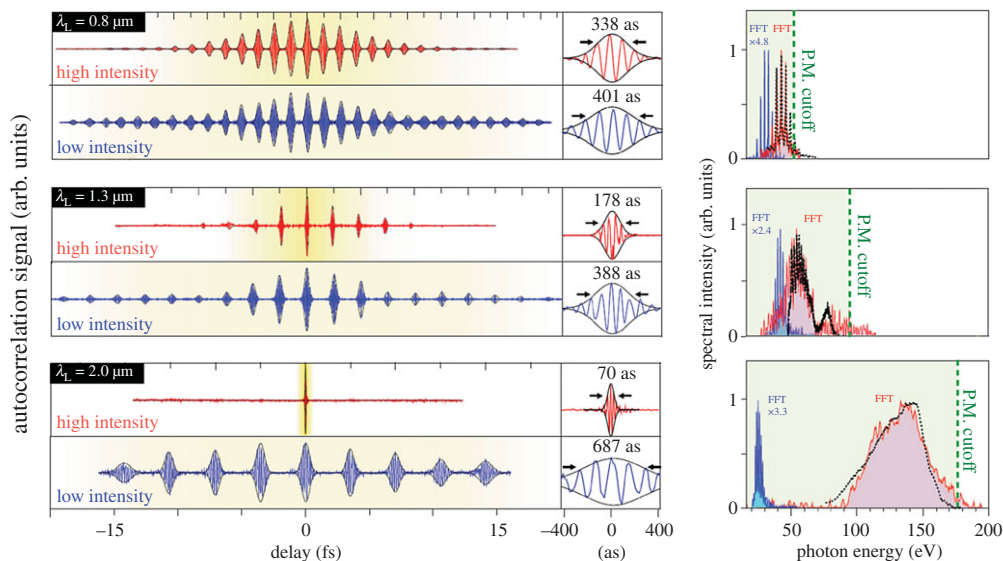 autocorrelation signal (arb. units)
λL = 0.8 µm
high intensity
338 as
low intensity
401 as
λL = 1.3 µm
high intensity
178 as
low intensity
388 as
λL = 2.0 µm
high intensity
70 as
low intensity
687 as
−15 0 15 −400 0 400
delay (fs) (as)
spectral intensity (arb. units)
FFT FFT
×4.8
P.M. cutoff
1
0
FFT FFT
×2.4
P.M. cutoff
1
0
FFT FFT
×3.3
P.M. cutoff
1
0
50 100 150 200
photon energy (eV)